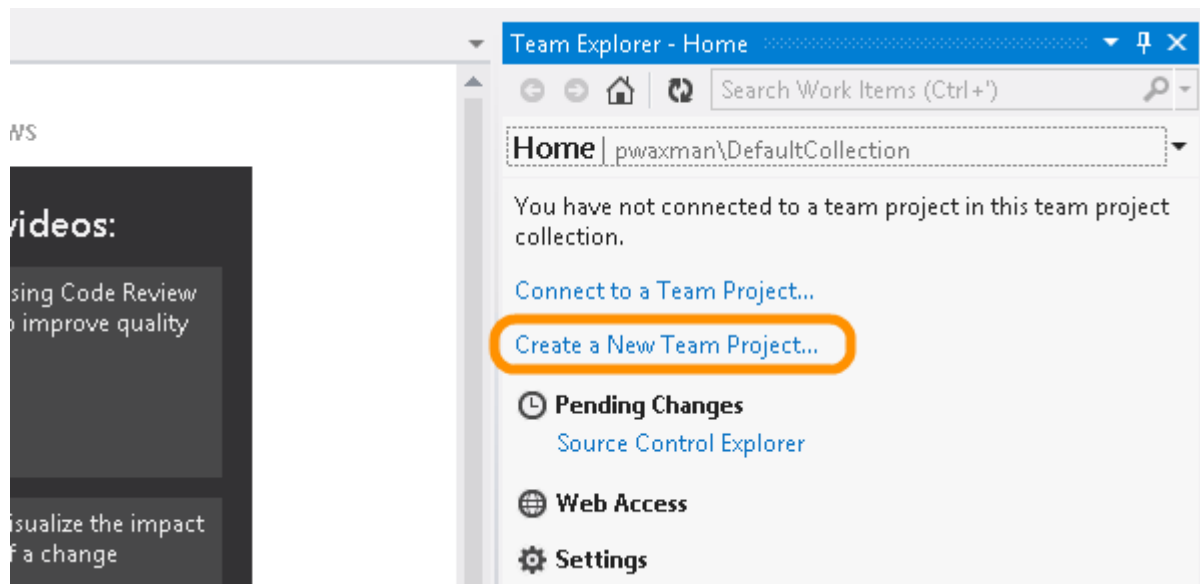 Team Explorer - Home
Search Work Items (Ctrl+')
Home | pwaxman\DefaultCollection
You have not connected to a team project in this team project
collection.
Connect to a Team Project...
Create a New Team Project...
Pending Changes
Source Control Explorer
Web Access
Settings
ws
videos:
sing Code Review
improve quality
isualize the impact
f a change